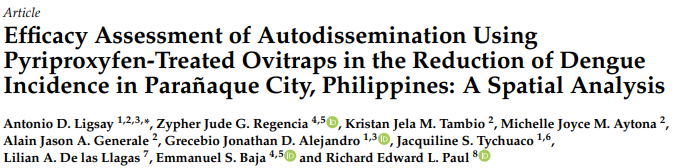 Article
Efficacy Assessment of Autodissemination Using
Pyriproxyfen-Treated Ovitraps in the Reduction of Dengue
Incidence in Parañaque City, Philippines: A Spatial Analysis
Antonio D. Ligsay 1,2,3,*, Zypher Jude G. Regencia 4,5, Kristan Jela M. Tambio 2, Michelle Joyce M. Aytona 2,
Alain Jason A. Generale 2, Grecebio Jonathan D. Alejandro 1,3, Jacquiline S. Tychuaco 1,6,
Lilian A. De las Llagas 7, Emmanuel S. Baja 4,5 and Richard Edward L. Paul 8